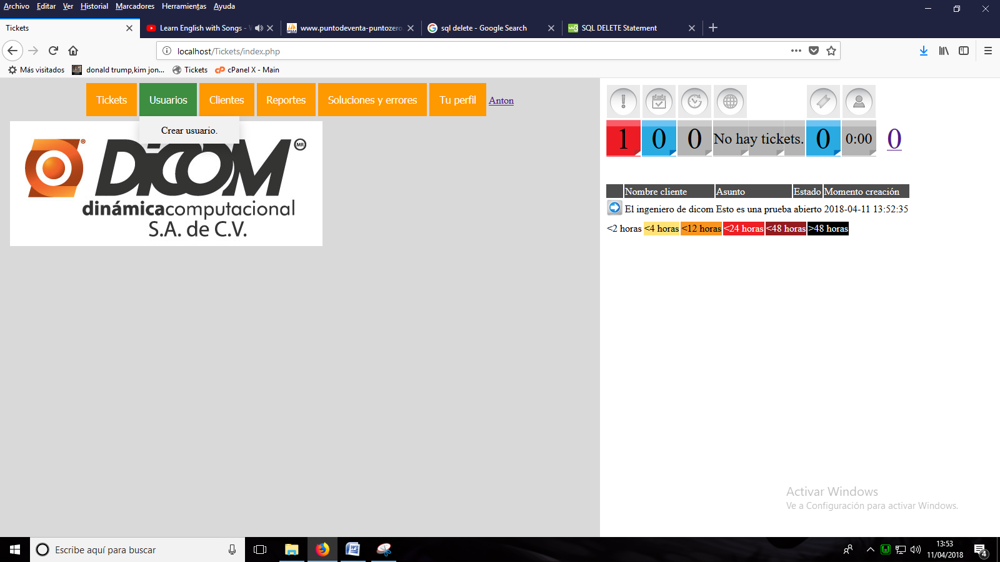 Archivo Editar Ver Historial Marcadores Herramientas Ayuda
Tickets
Learn English with Songs -
www.puntodeventa-puntozero
sql delete - Google Search
SQL DELETE Statement
localhost/Tickets/index.php
Más visitados
donald trump,kim jon...
Tickets
cPanel X - Main
Tickets Usuarios Clientes Reportes Soluciones y errores Tu perfil Anton
Crear usuario.
DiCOM MR
dinámicacomputacional
S.A. de C.V.
1 0 0 No hay tickets. 0 0:00 0
Nombre cliente Asunto Estado Momento creación
El ingeniero de dicom Esto es una prueba abierto 2018-04-11 13:52:35
<2 horas <4 horas <12 horas <24 horas <48 horas >48 horas
Activar Windows
Ve a Configuración para activar Windows.
Escribe aquí para buscar
13:53
11/04/2018
4